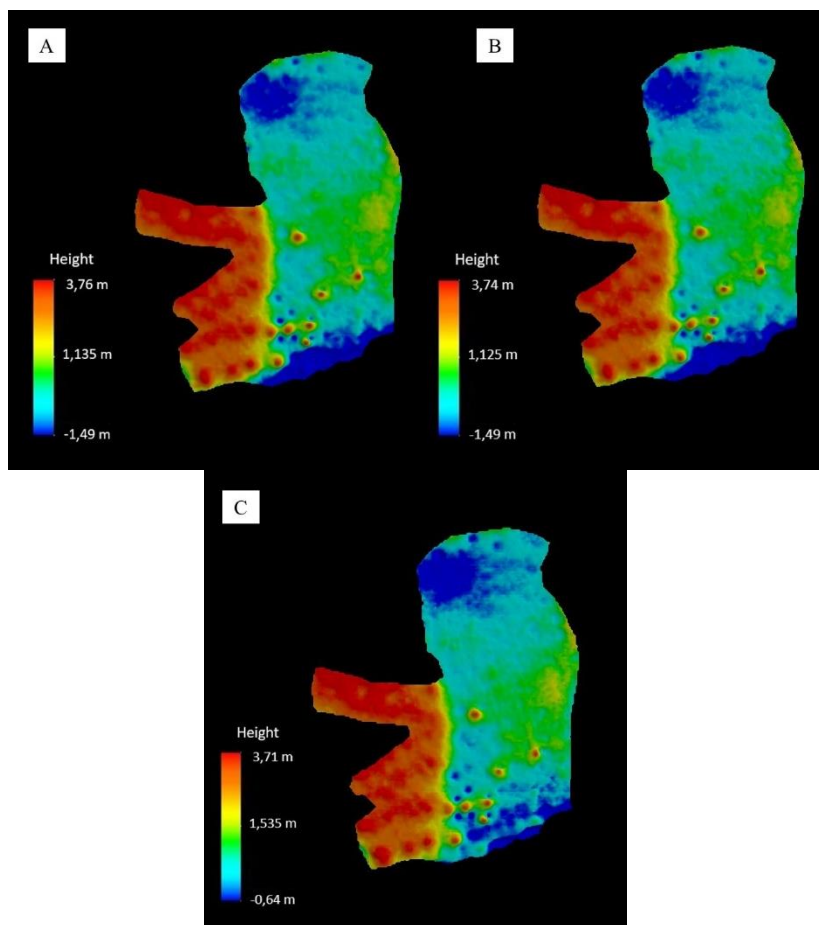 A
Height
3,76 m
1,135 m
-1,49 m
B
Height
3,74 m
1,125 m
-1,49 m
C
Height
3,71 m
1,535 m
-0,64 m